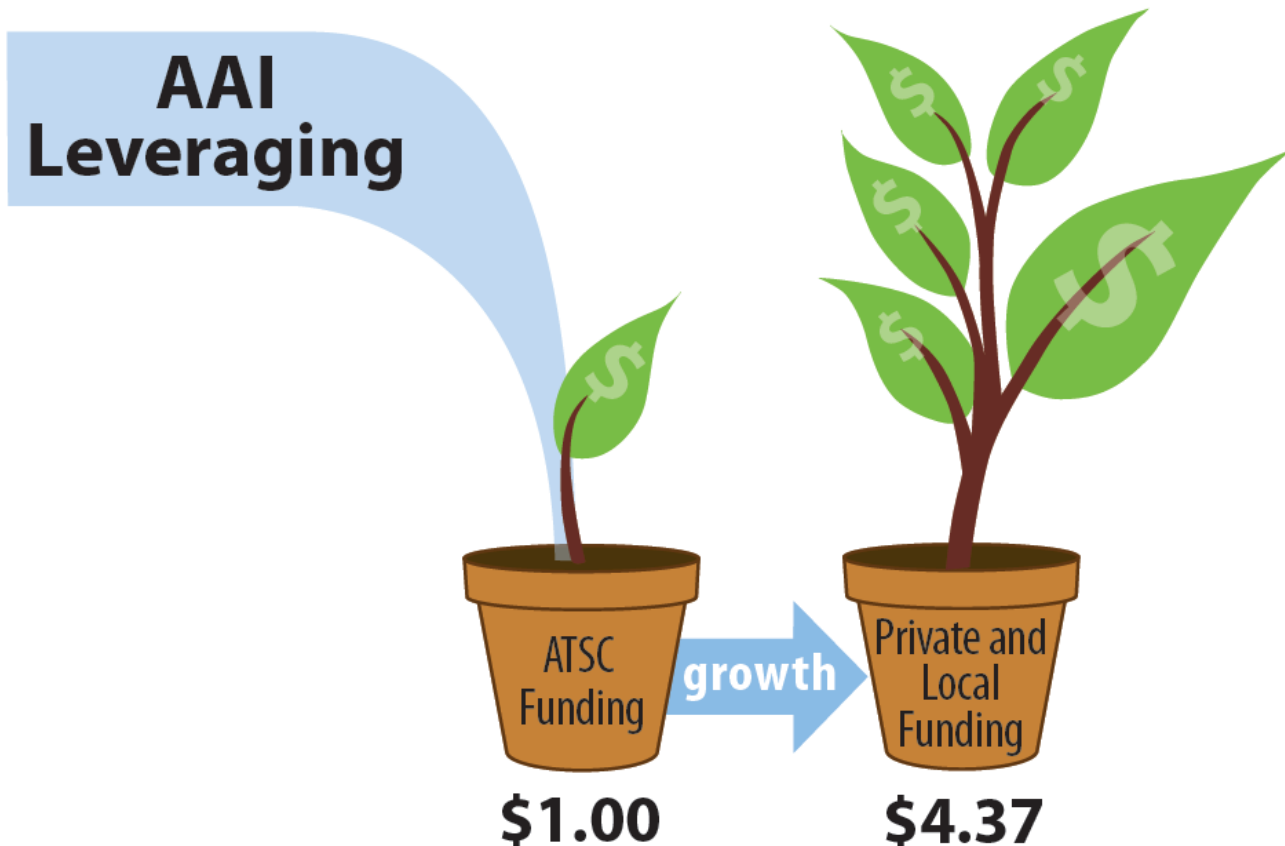 AAI
Leveraging
$
$
$
$
$
$
ATSC
Funding
growth
Private and
Local
Funding
$1.00
$4.37